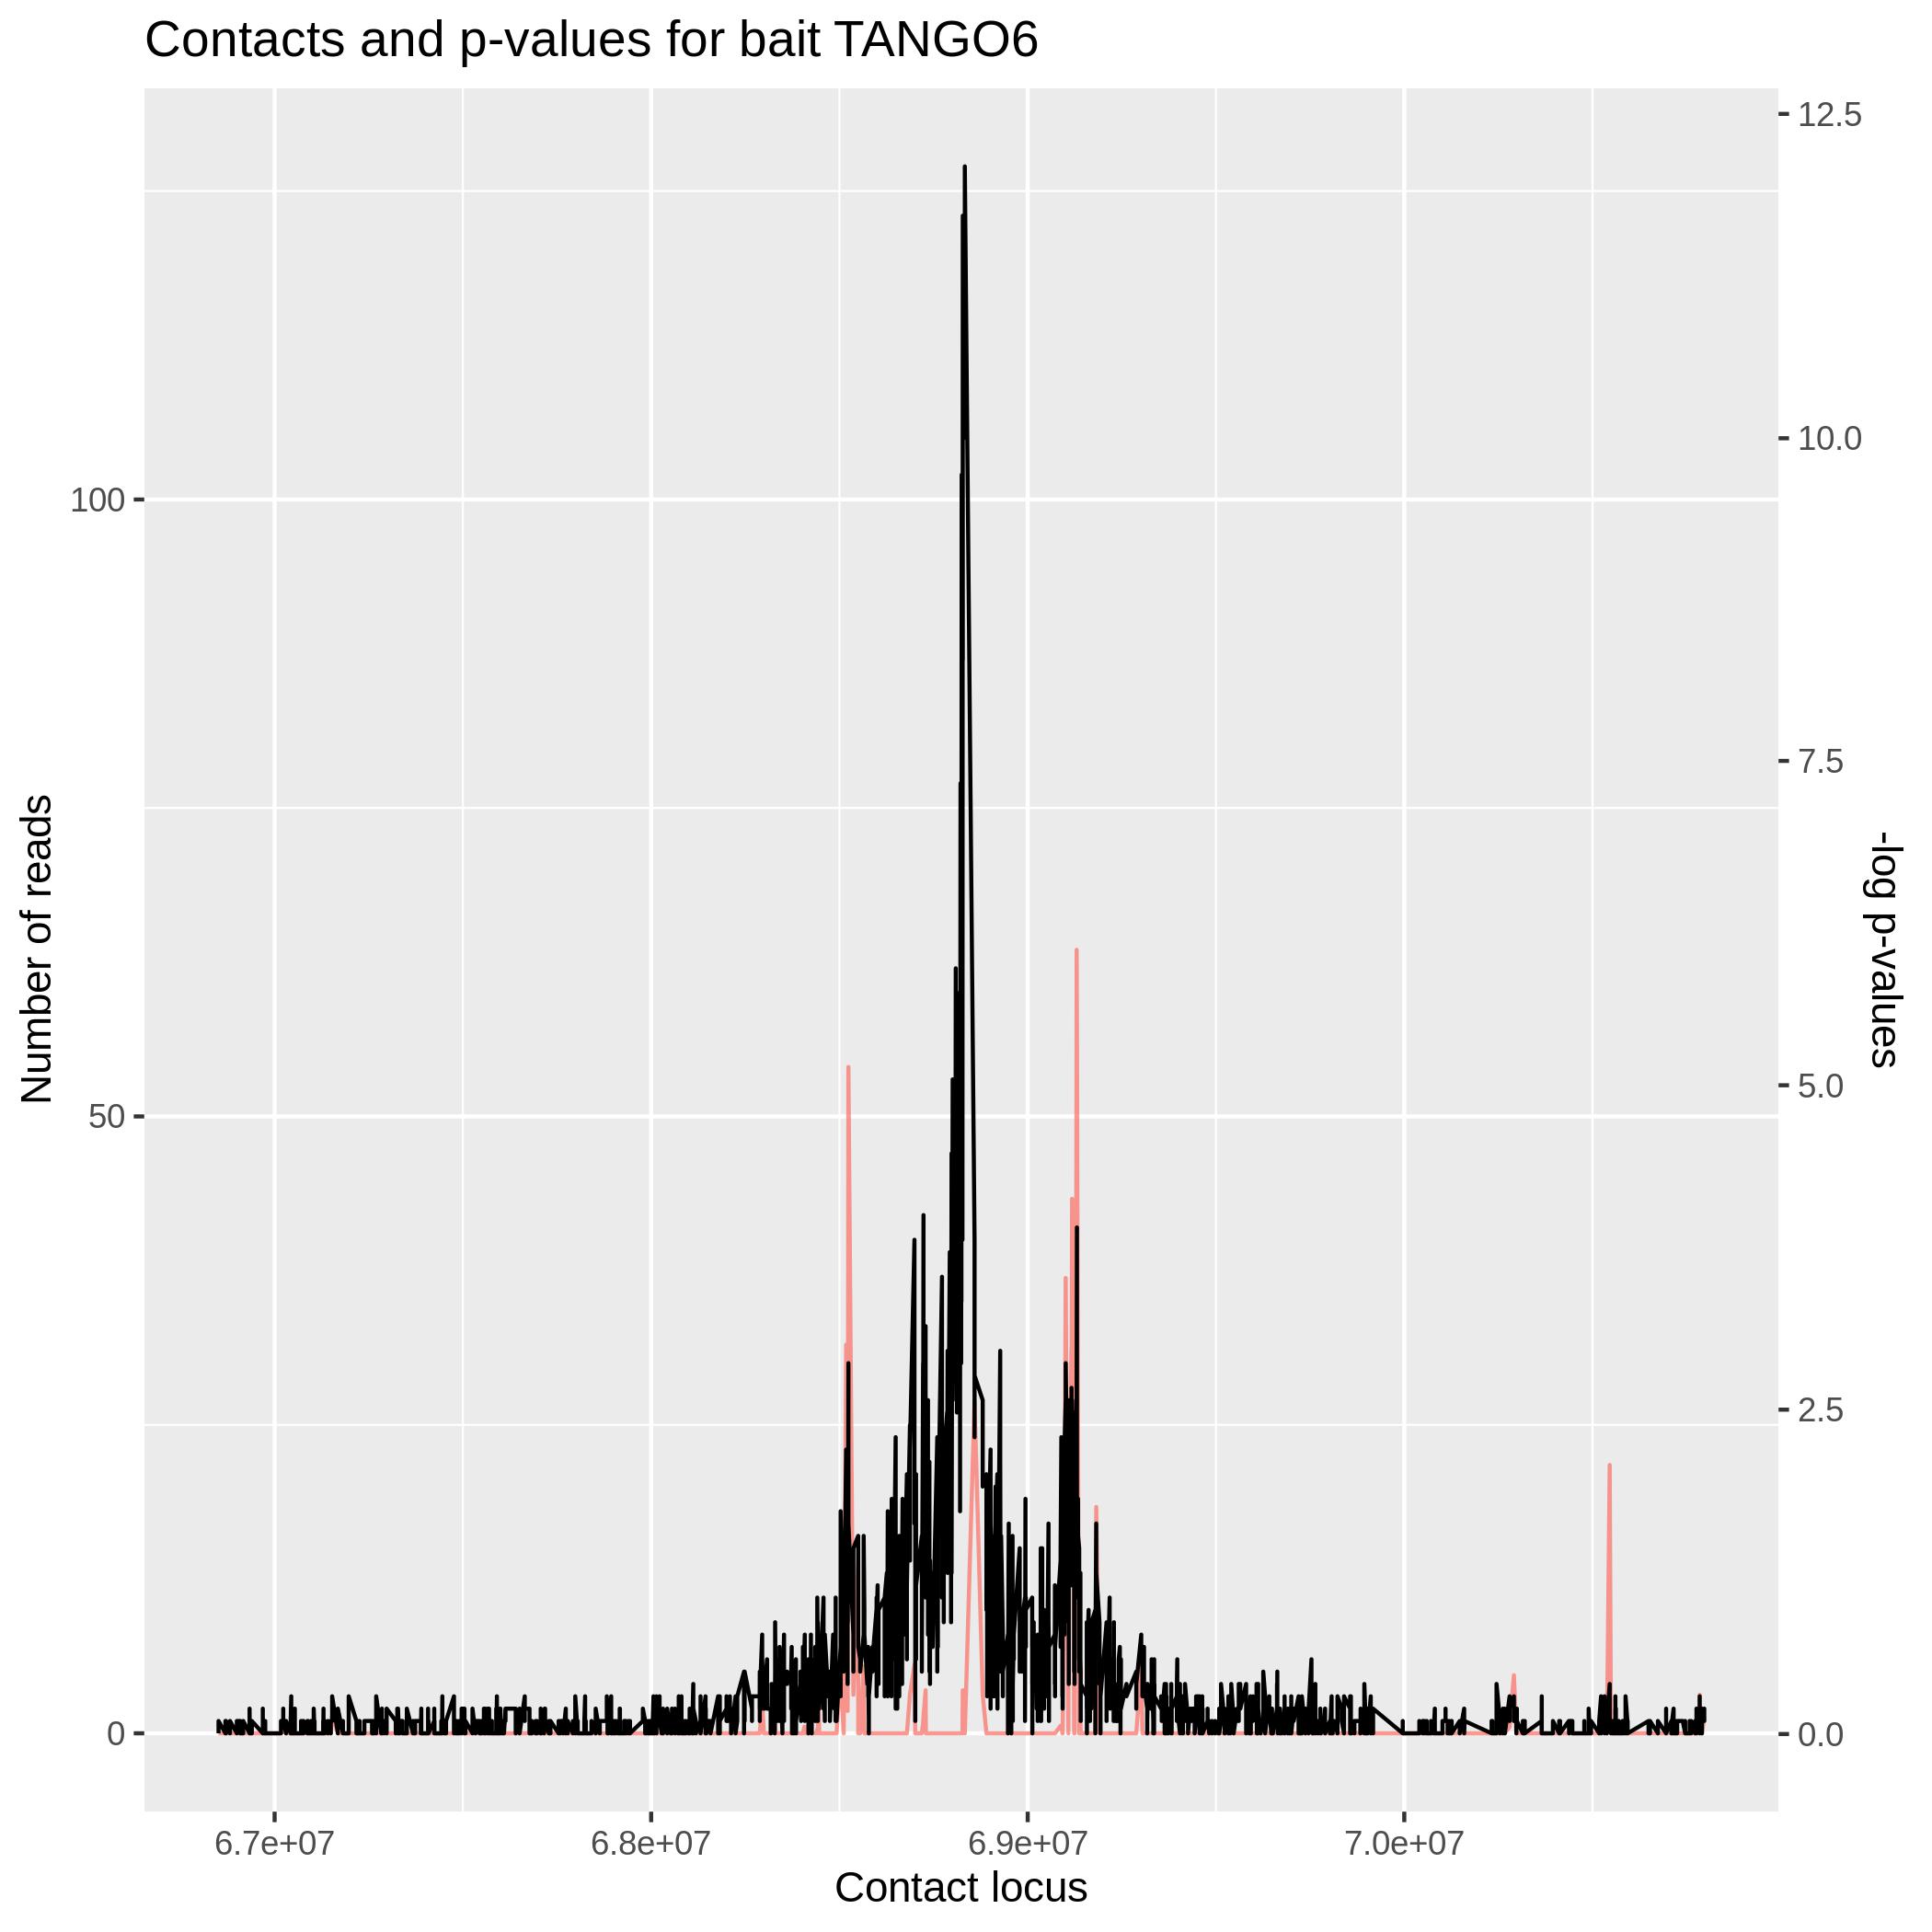 Contacts and p-values for bait TANGO6
Number of reads
100
50
0
12.5
10.0
7.5
5.0
2.5
0.0
-log p-values
6.7e+07
6.8e+07
6.9e+07
7.0e+07
Contact locus